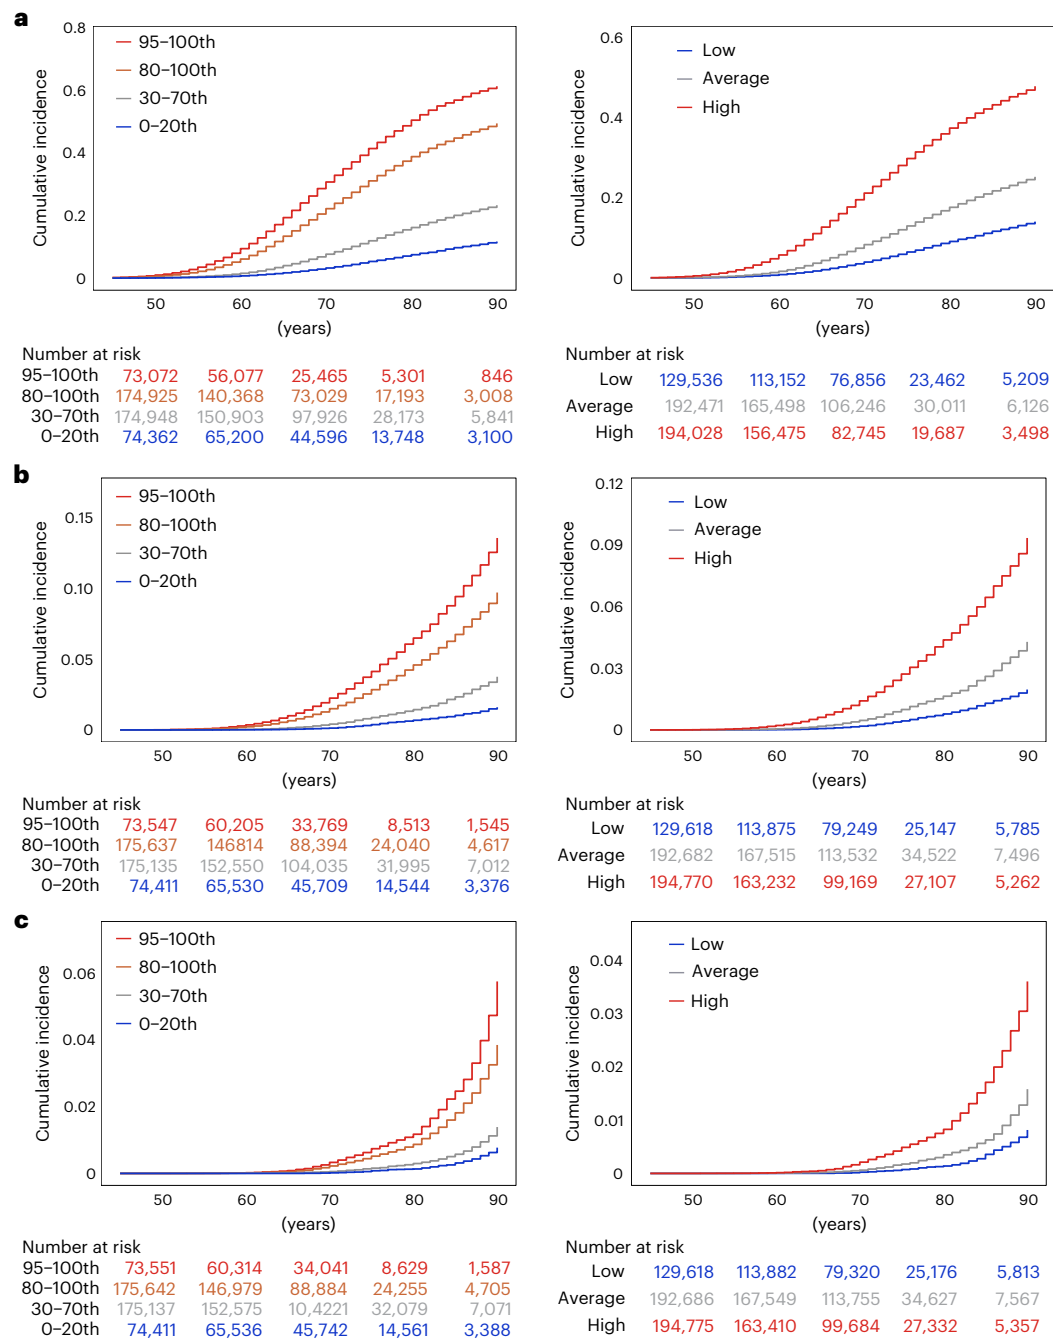 a
Cumulative incidence
0.8
0.6
0.4
0.2
0
95–100th
80–100th
30–70th
0–20th
50 60 70 80 90
(years)
Number at risk
95–100th 73,072 56,077 25,465 5,301 846
80–100th 174,925 140,368 73,029 17,193 3,008
30–70th 174,948 150,903 97,926 28,173 5,841
0–20th 74,362 65,200 44,596 13,748 3,100
Cumulative incidence
0.6
0.4
0.2
0
Low
Average
High
50 60 70 80 90
(years)
Number at risk
Low 129,536 113,152 76,856 23,462 5,209
Average 192,471 165,498 106,246 30,011 6,126
High 194,028 156,475 82,745 19,687 3,498
b
Cumulative incidence
0.15
0.10
0.05
0
95–100th
80–100th
30–70th
0–20th
50 60 70 80 90
(years)
Number at risk
95–100th 73,547 60,205 33,769 8,513 1,545
80–100th 175,637 146814 88,394 24,040 4,617
30–70th 175,135 152,550 104,035 31,995 7,012
0–20th 74,411 65,530 45,709 14,544 3,376
Cumulative incidence
0.12
0.09
0.06
0.03
0
Low
Average
High
50 60 70 80 90
(years)
Number at risk
Low 129,618 113,875 79,249 25,147 5,785
Average 192,682 167,515 113,532 34,522 7,496
High 194,770 163,232 99,169 27,107 5,262
c
Cumulative incidence
0.06
0.04
0.02
0
95–100th
80–100th
30–70th
0–20th
50 60 70 80 90
(years)
Number at risk
95–100th 73,551 60,314 34,041 8,629 1,587
80–100th 175,642 146,979 88,884 24,255 4,705
30–70th 175,137 152,575 10,4221 32,079 7,071
0–20th 74,411 65,536 45,742 14,561 3,388
Cumulative incidence
0.04
0.03
0.02
0.01
0
Low
Average
High
50 60 70 80 90
(years)
Number at risk
Low 129,618 113,882 79,320 25,176 5,813
Average 192,686 167,549 113,755 34,627 7,567
High 194,775 163,410 99,684 27,332 5,357